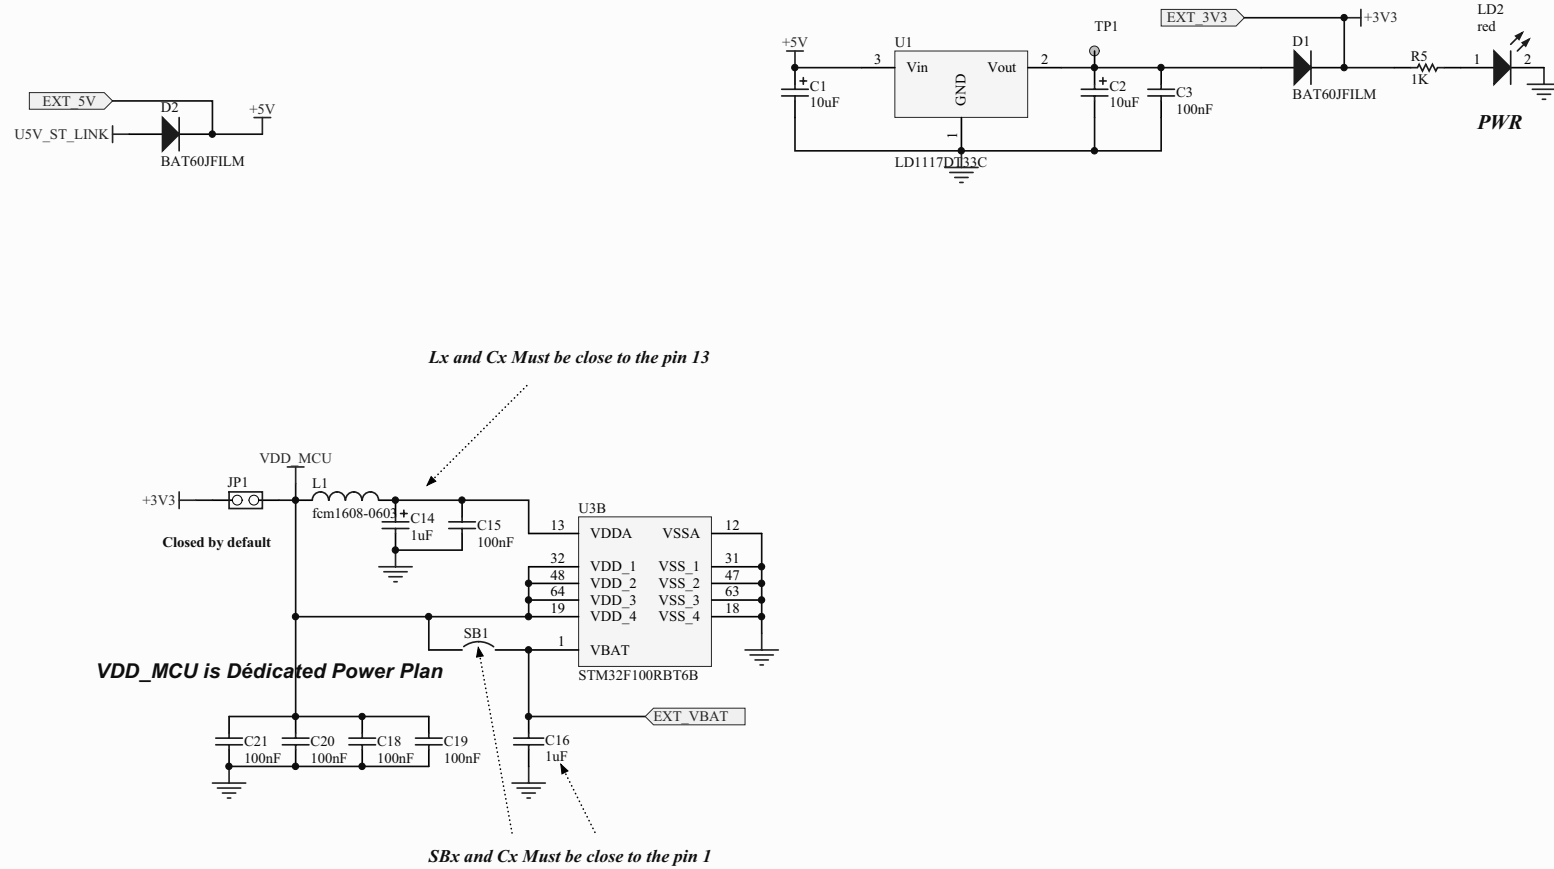 LD2
red
EXT_3V3
+3V3
TP1
+5V
U1
D1
R5
1K
3
Vin
Vout
2
1
2
GND
C1
10uF
C2
10uF
C3
100nF
BAT60JFILM
PWR
1
LD1117DT33C
EXT_5V
D2
+5V
U5V_ST_LINK
BAT60JFILM
Lx and Cx Must be close to the pin 13
VDD_MCU
JP1
L1
+3V3
fcm1608-0603
C14
1uF
C15
100nF
Closed by default
U3B
13
VDDA
VSSA
12
32
VDD_1
VSS_1
31
48
VDD_2
VSS_2
47
64
VDD_3
VSS_3
63
19
VDD_4
VSS_4
18
SB1
1
VBAT
STM32F100RBT6B
VDD_MCU is Dédicated Power Plan
EXT_VBAT
C21
100nF
C20
100nF
C18
100nF
C19
100nF
C16
1uF
SBx and Cx Must be close to the pin 1